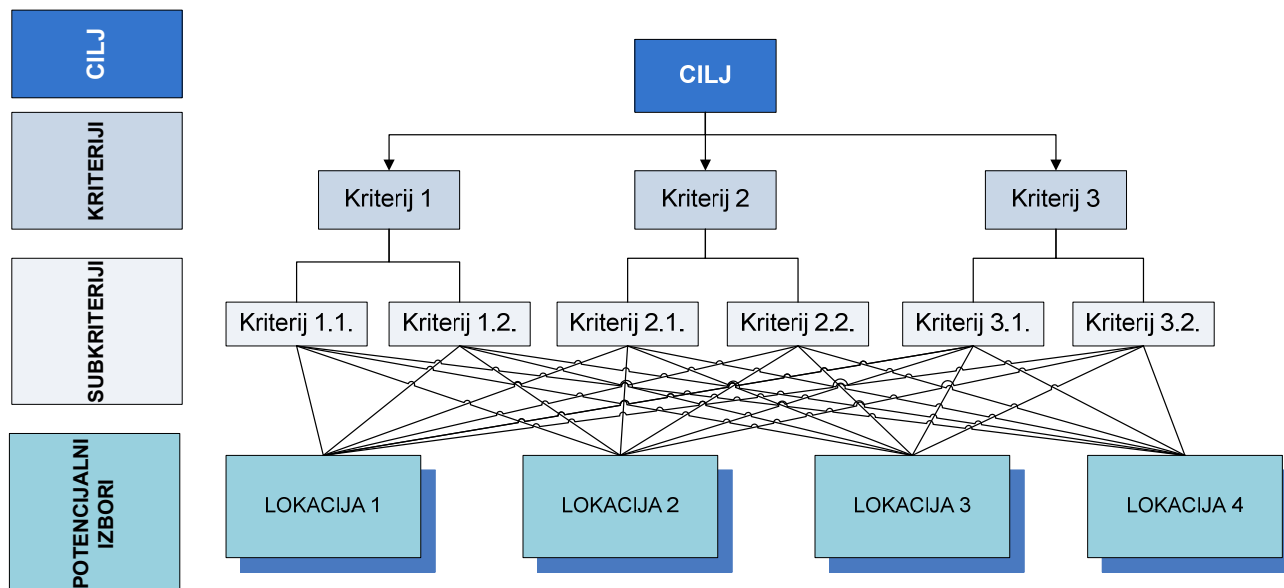 CILJ
CILJ
KRITERIJI
Kriterij 1
Kriterij 2
Kriterij 3
SUBKRITERIJI
Kriterij 1.1.
Kriterij 1.2.
Kriterij 2.1.
Kriterij 2.2.
Kriterij 3.1.
Kriterij 3.2.
POTENCIJALNI
IZBORI
LOKACIJA 1
LOKACIJA 2
LOKACIJA 3
LOKACIJA 4